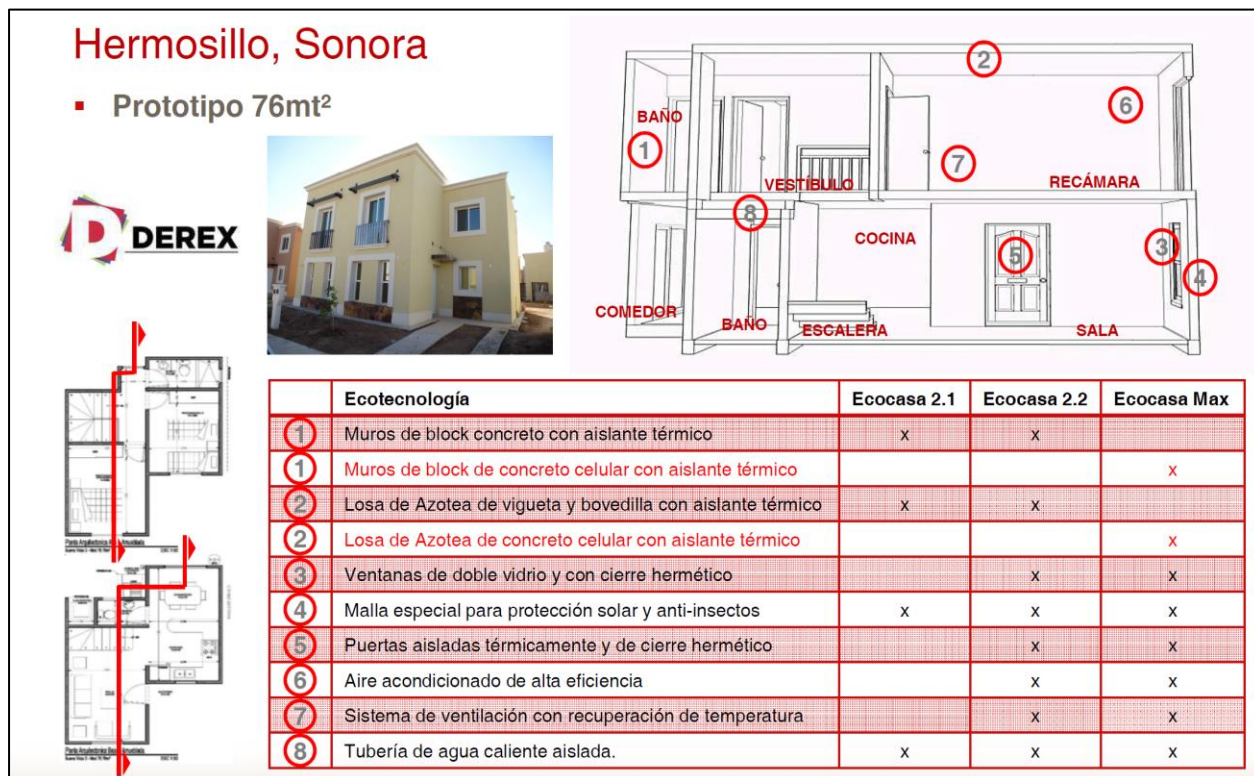 Hermosillo, Sonora
▪ Prototipo 76mt²
DEREX
BAÑO
VESTÍBULO
RECÁMARA
COCINA
COMEDOR
BAÑO
ESCALERA
SALA
1
2
3
4
5
6
7
8
Ecotecnología Ecocasa 2.1 Ecocasa 2.2 Ecocasa Max
1 Muros de block concreto con aislante térmico x x
1 Muros de block de concreto celular con aislante térmico x
2 Losa de Azotea de vigueta y bovedilla con aislante térmico x x
2 Losa de Azotea de concreto celular con aislante térmico x
3 Ventanas de doble vidrio y con cierre hermético x x
4 Malla especial para protección solar y anti-insectos x x x
5 Puertas aisladas térmicamente y de cierre hermético x x
6 Aire acondicionado de alta eficiencia x x
7 Sistema de ventilación con recuperación de temperatura x x
8 Tubería de agua caliente aislada. x x x